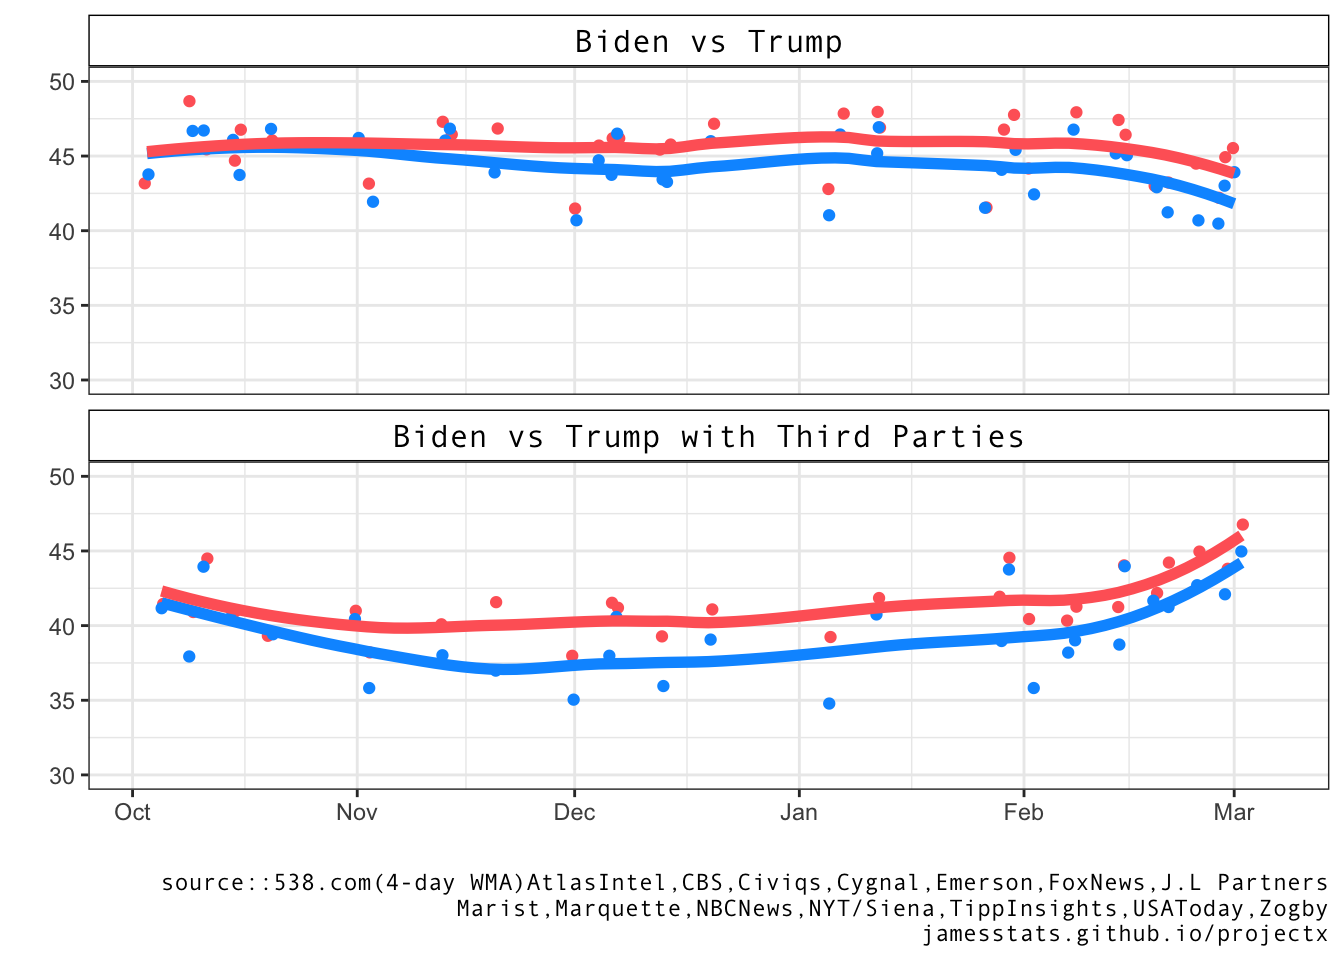 Biden vs Trump
50
45
40
35
30
Biden vs Trump with Third Parties
50
45
40
35
30
Oct Nov Dec Jan Feb Mar
source::538.com(4-day WMA)AtlasIntel,CBS,Civiqs,Cygnal,Emerson,FoxNews,J.L Partners
Marist,Marquette,NBCNews,NYT/Siena,TippInsights,USAToday,Zogby
jamesstats.github.io/projectx